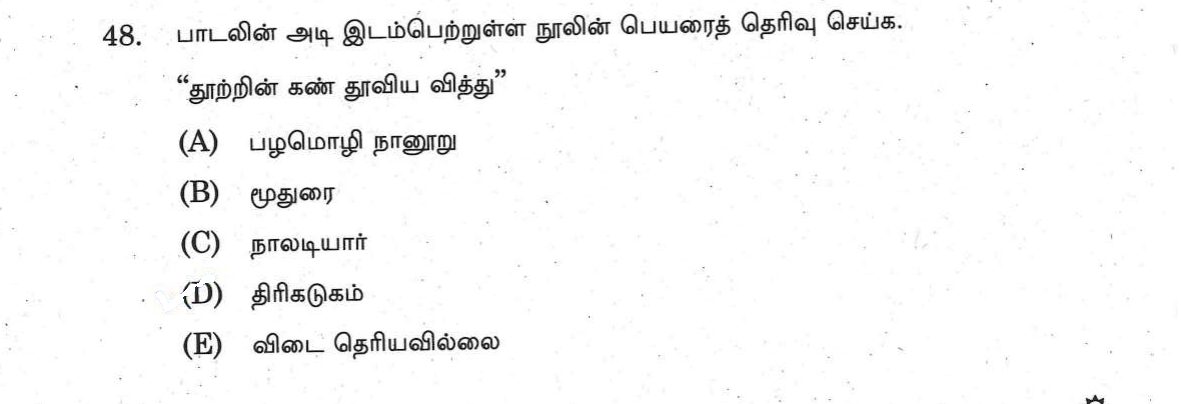 48. பாடலின் அடி இடம்பெற்றுள்ள நூலின் பெயரைத் தெரிவு செய்க.
“தூற்றின் கண் தூவிய வித்து”
(A) பழமொழி நானூறு
(B) மூதுரை
(C) நாலடியார்
(D) திரிகடுகம்
(E) விடை தெரியவில்லை